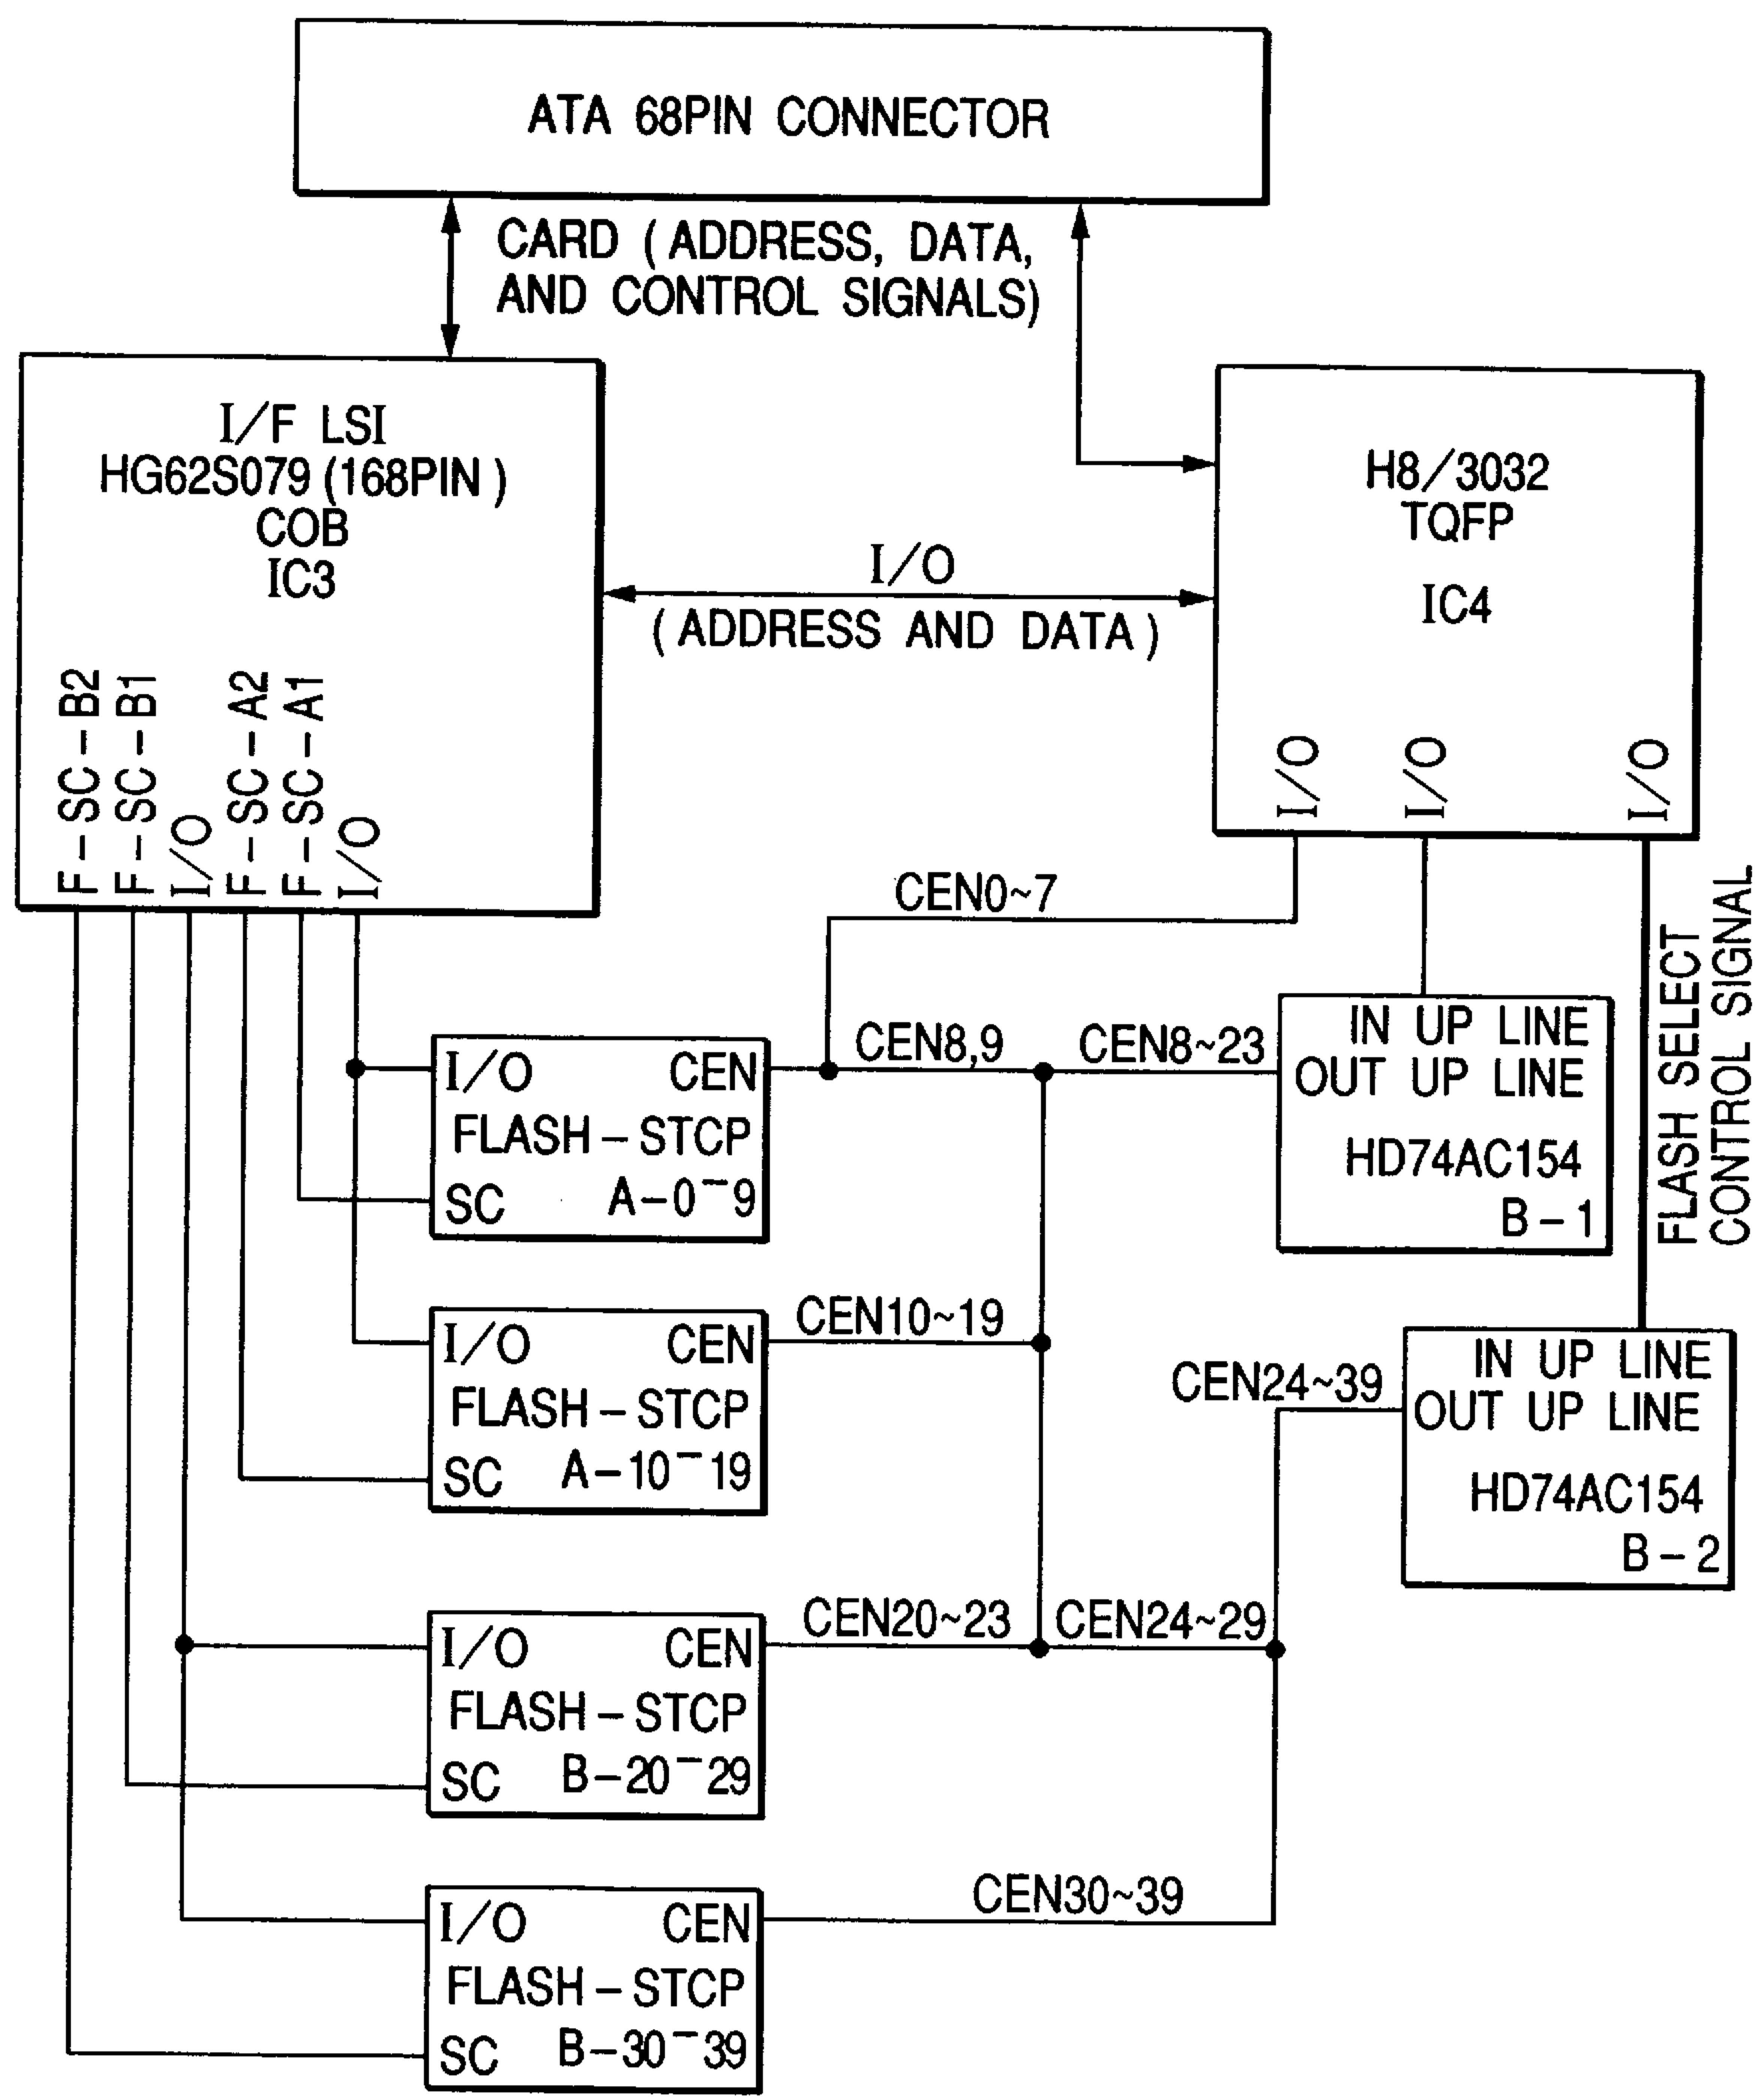 ATA 68PIN CONNECTOR
CARD ( ADDRESS, DATA,
AND CONTROL SIGNALS)
I/F LSI
HG62S079 (168PIN )
COB
IC3
F-SC-B2
F-SC-B1
I/O
F-SC-A2
F-SC-A1
I/O
I/O
( ADDRESS AND DATA )
H8/3032
TQFP
IC4
I/O
I/O
I/O
CEN0~7
FLASH SELECT
CONTROL SIGNAL
I/O CEN
FLASH-STCP
SC A-0‾9
CEN8,9
CEN8~23
IN UP LINE
OUT UP LINE
HD74AC154
B-1
I/O CEN
FLASH-STCP
SC A-10‾19
CEN10~19
CEN24~39
IN UP LINE
OUT UP LINE
HD74AC154
B-2
I/O CEN
FLASH-STCP
SC B-20‾29
CEN20~23
CEN24~29
I/O CEN
FLASH-STCP
SC B-30‾39
CEN30~39